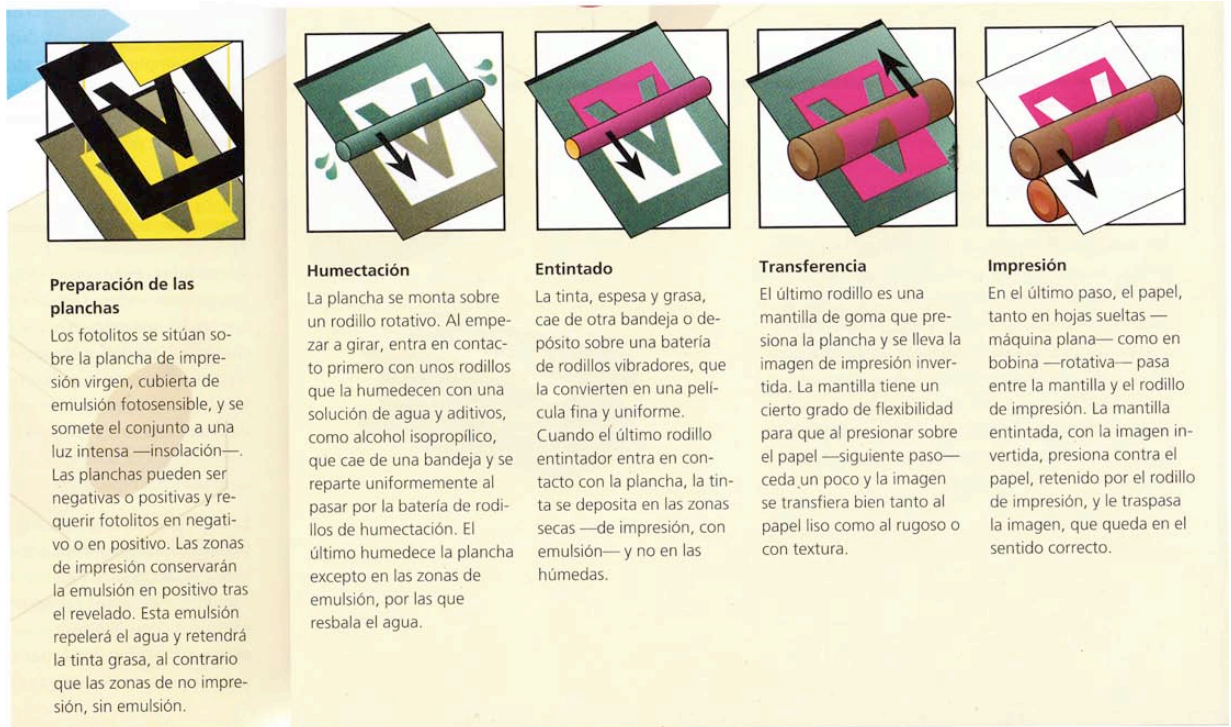 Preparación de las
planchas
Los fotolitos se sitúan so-
bre la plancha de impre-
sión virgen, cubierta de
emulsión fotosensible, y se
somete el conjunto a una
luz intensa —insolación—.
Las planchas pueden ser
negativas o positivas y re-
querir fotolitos en negati-
vo o en positivo. Las zonas
de impresión conservarán
la emulsión en positivo tras
el revelado. Esta emulsión
repelerá el agua y retendrá
la tinta grasa, al contrario
que las zonas de no impre-
sión, sin emulsión.
Humectación
La plancha se monta sobre
un rodillo rotativo. Al empe-
zar a girar, entra en contac-
to primero con unos rodillos
que la humedecen con una
solución de agua y aditivos,
como alcohol isopropílico,
que cae de una bandeja y se
reparte uniformemente al
pasar por la batería de rodi-
llos de humectación. El
último humedece la plancha
excepto en las zonas de
emulsión, por las que
resbala el agua.
Entintado
La tinta, espesa y grasa,
cae de otra bandeja o de-
pósito sobre una batería
de rodillos vibradores, que
la convierten en una pelí-
cula fina y uniforme.
Cuando el último rodillo
entintador entra en con-
tacto con la plancha, la tin-
ta se deposita en las zonas
secas —de impresión, con
emulsión— y no en las
húmedas.
Transferencia
El último rodillo es una
mantilla de goma que pre-
siona la plancha y se lleva la
imagen de impresión inver-
tida. La mantilla tiene un
cierto grado de flexibilidad
para que al presionar sobre
el papel —siguiente paso—
ceda un poco y la imagen
se transfiera bien tanto al
papel liso como al rugoso o
con textura.
Impresión
En el último paso, el papel,
tanto en hojas sueltas —
máquina plana— como en
bobina —rotativa— pasa
entre la mantilla y el rodillo
de impresión. La mantilla
entintada, con la imagen in-
vertida, presiona contra el
papel, retenido por el rodillo
de impresión, y le traspasa
la imagen, que queda en el
sentido correcto.